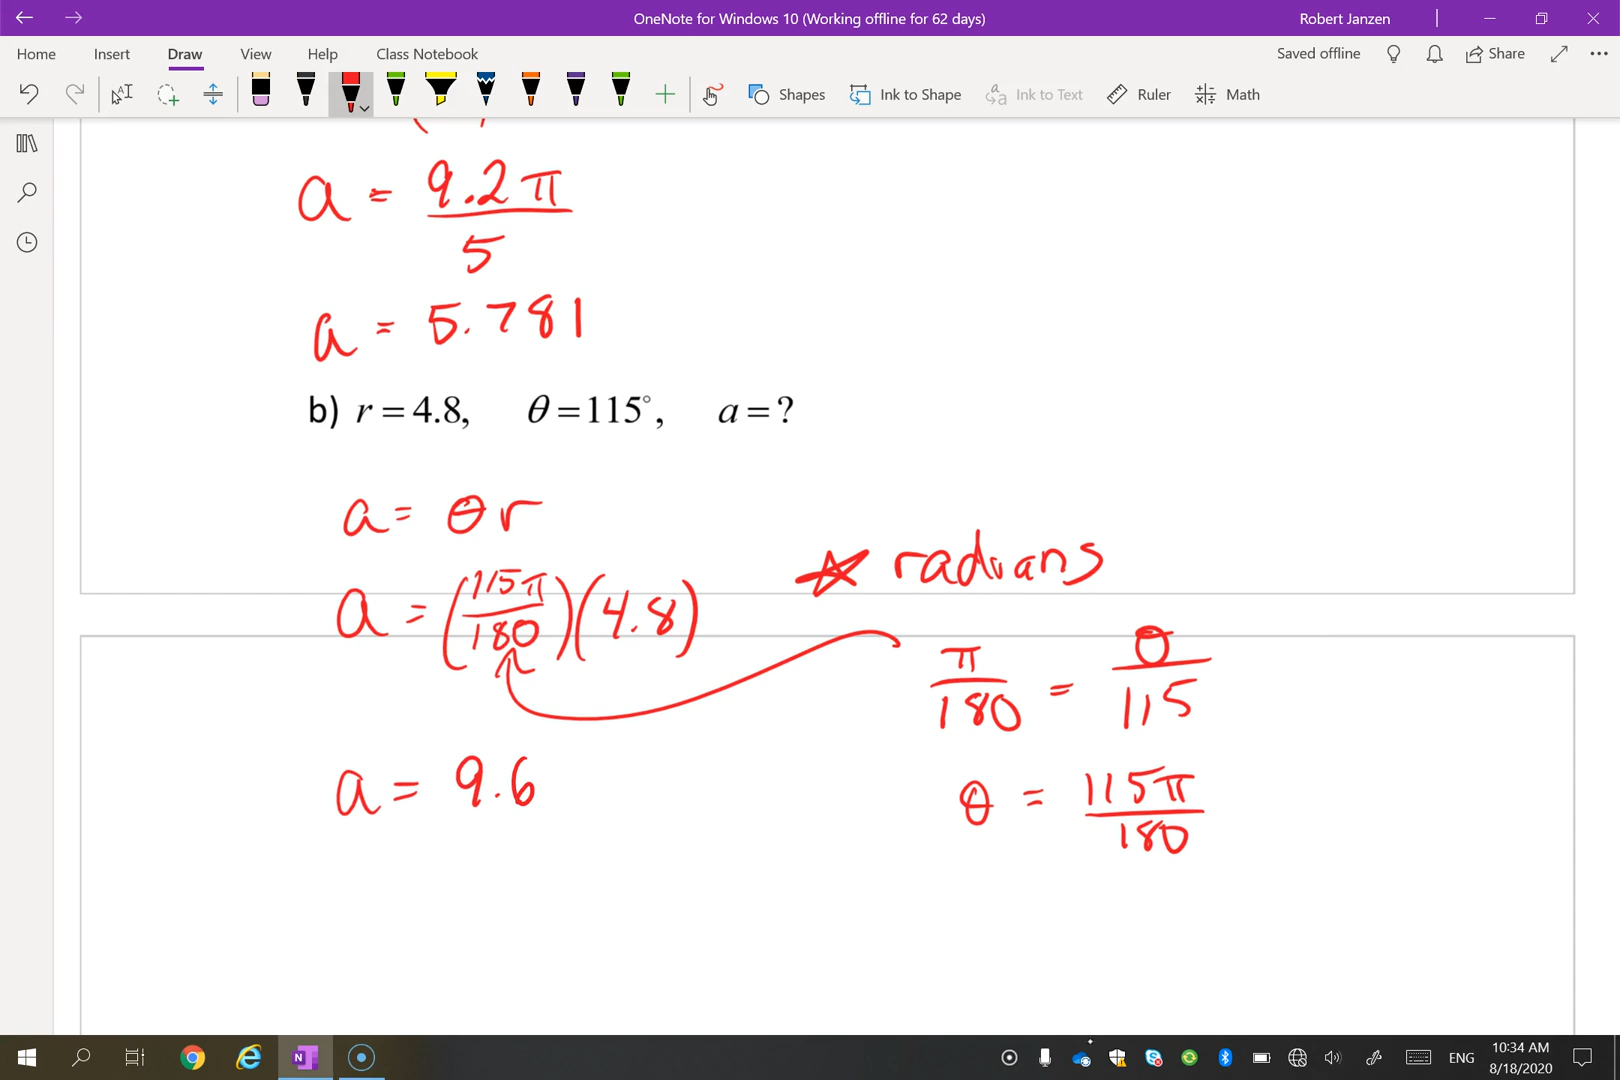 OneNote for Windows 10 (Working offline for 62 days)
Robert Janzen
Home Insert Draw View Help Class Notebook
Saved offline Share
Shapes Ink to Shape Ink to Text Ruler Math
a = 9.2π/5
a = 5.781
b) r = 4.8, θ = 115°, a = ?
a = θr
☆ radians
a = (115π/180)(4.8)
π/180 = θ/115
a = 9.6
θ = 115π/180
ENG
10:34 AM
8/18/2020